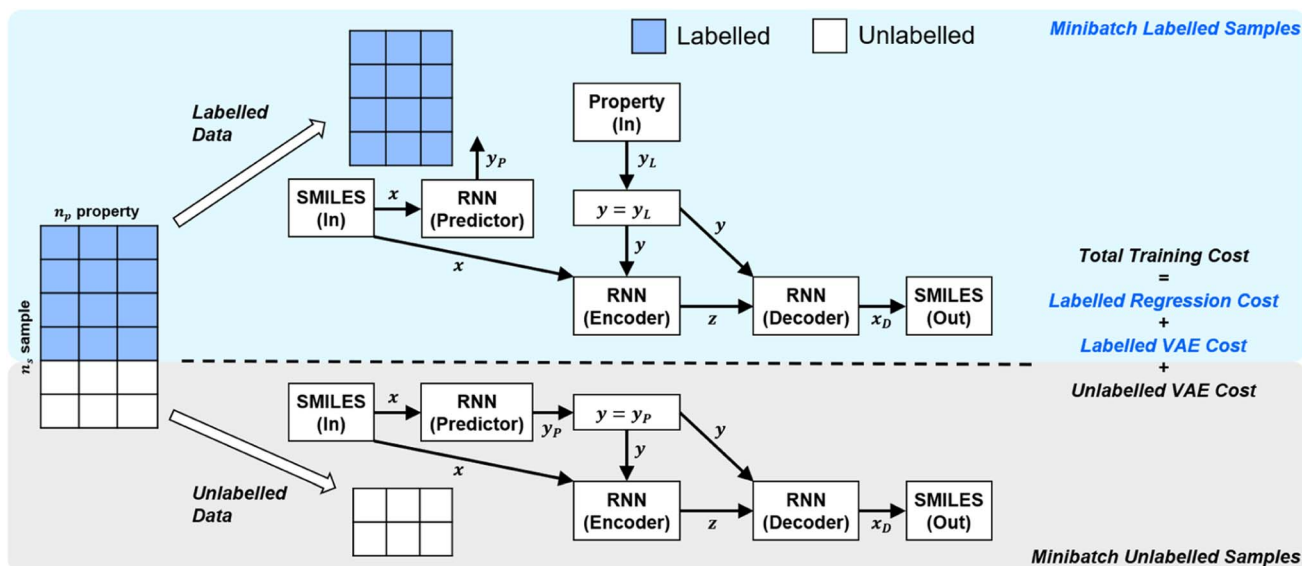 Labelled
Unlabelled
Minibatch Labelled Samples
Labelled
Data
Property
(In)
y_P
y_L
SMILES
(In)
x
RNN
(Predictor)
y = y_L
y
n_p property
x
y
Total Training Cost
=
Labelled Regression Cost
+
Labelled VAE Cost
+
Unlabelled VAE Cost
RNN
(Encoder)
z
RNN
(Decoder)
x_D
SMILES
(Out)
n_s sample
SMILES
(In)
x
RNN
(Predictor)
y_P
y = y_P
y
x
y
Unlabelled
Data
RNN
(Encoder)
z
RNN
(Decoder)
x_D
SMILES
(Out)
Minibatch Unlabelled Samples